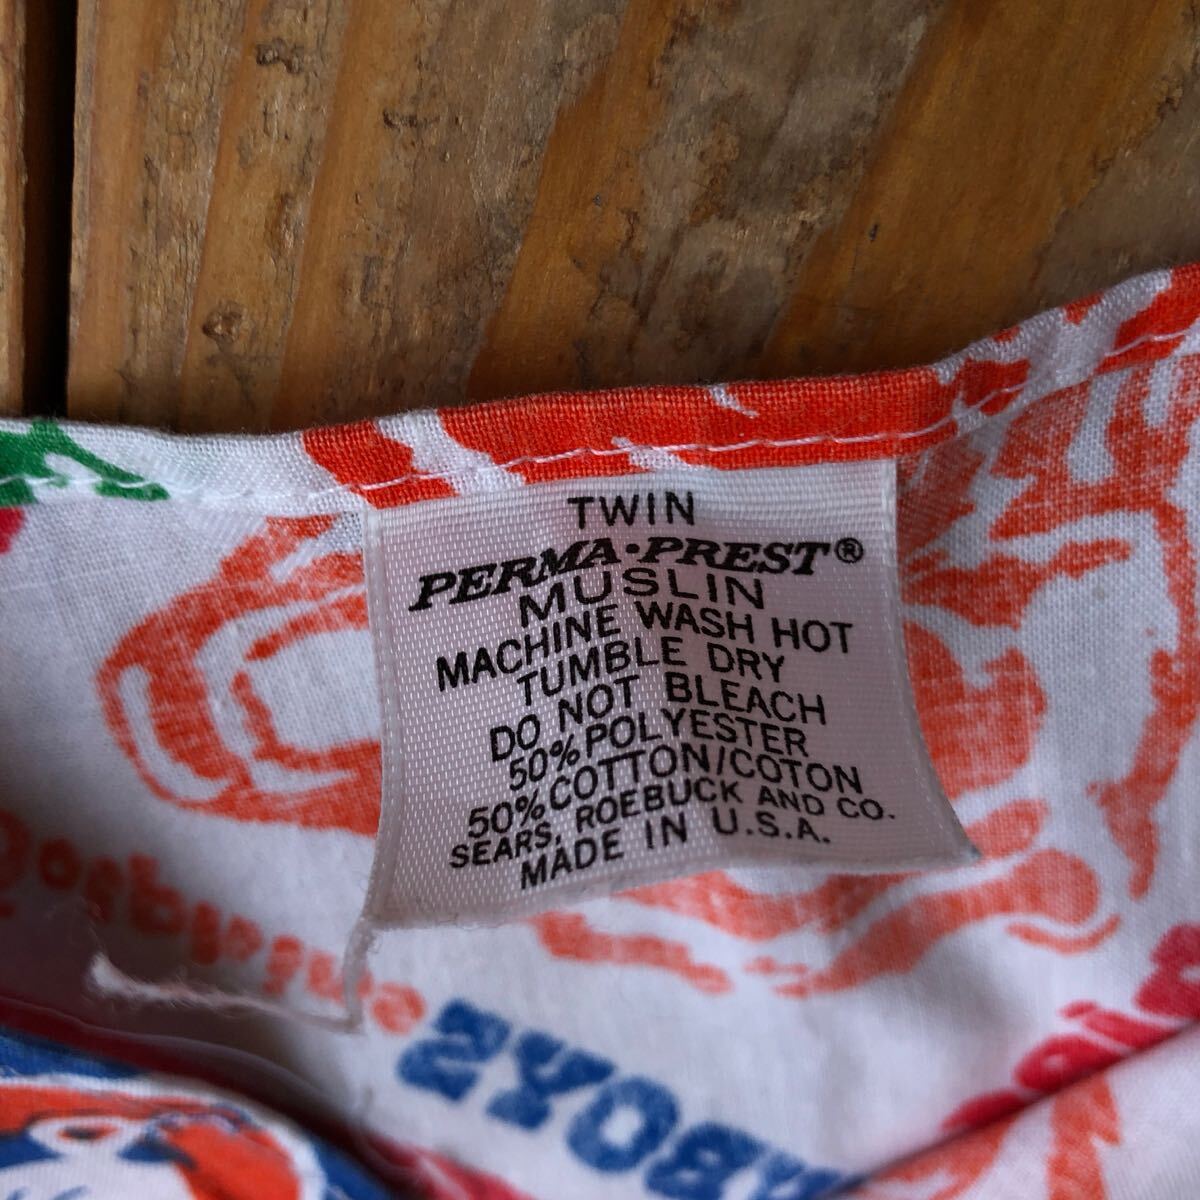 TWIN
PERMA·PREST®
MUSLIN
MACHINE WASH HOT
TUMBLE DRY
DO NOT BLEACH
50% POLYESTER
50% COTTON/COTON
SEARS, ROEBUCK AND CO.
MADE IN U.S.A.